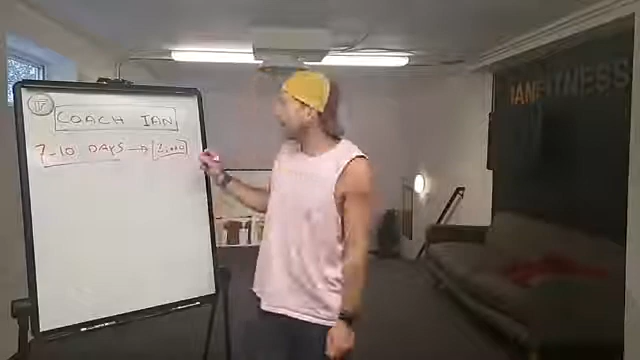 COACH IAN
7-10 DAYS → 2,000
IANFITNESS